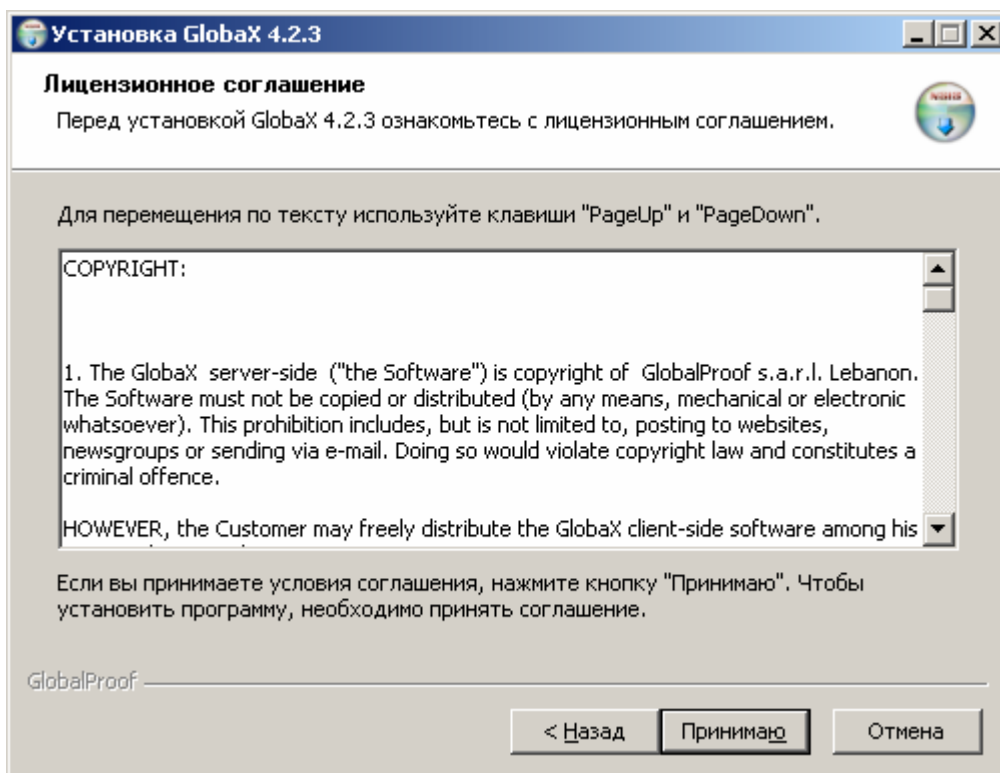 Установка GlobaX 4.2.3
Лицензионное соглашение
Перед установкой GlobaX 4.2.3 ознакомьтесь с лицензионным соглашением.
Для перемещения по тексту используйте клавиши "PageUp" и "PageDown".
COPYRIGHT:
1. The GlobaX server-side ("the Software") is copyright of GlobalProof s.a.r.l. Lebanon.
The Software must not be copied or distributed (by any means, mechanical or electronic
whatsoever). This prohibition includes, but is not limited to, posting to websites,
newsgroups or sending via e-mail. Doing so would violate copyright law and constitutes a
criminal offence.
HOWEVER, the Customer may freely distribute the GlobaX client-side software among his
Если вы принимаете условия соглашения, нажмите кнопку "Принимаю". Чтобы
установить программу, необходимо принять соглашение.
GlobalProof
< Назад
Принимаю
Отмена